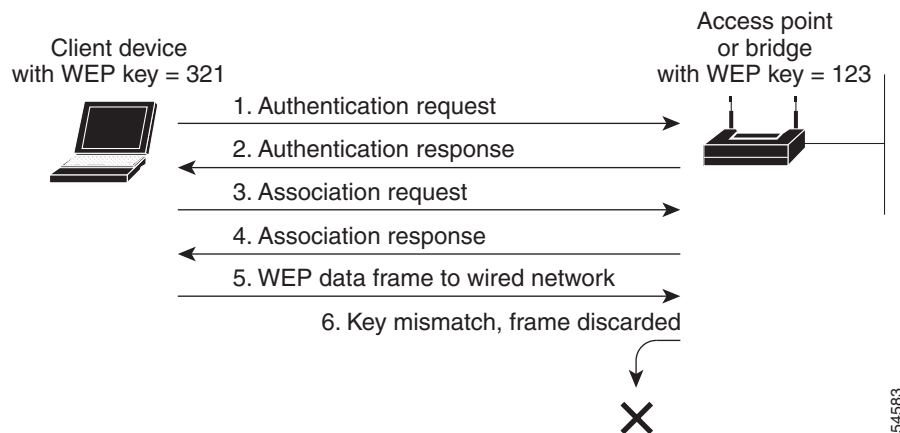 Client device
with WEP key = 321
Access point
or bridge
with WEP key = 123
1. Authentication request
2. Authentication response
3. Association request
4. Association response
5. WEP data frame to wired network
6. Key mismatch, frame discarded
54583